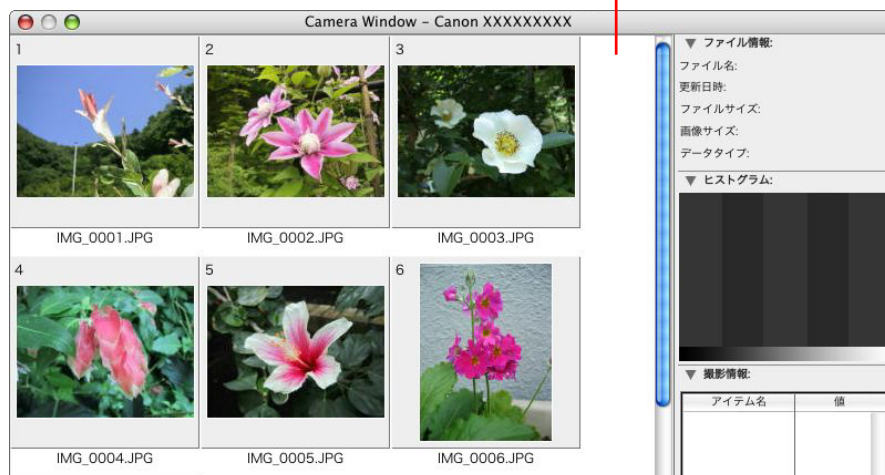 Camera Window – Canon XXXXXXXXX
1
2
3
IMG_0001.JPG
IMG_0002.JPG
IMG_0003.JPG
4
5
6
IMG_0004.JPG
IMG_0005.JPG
IMG_0006.JPG
▼ ファイル情報:
ファイル名:
更新日時:
ファイルサイズ:
画像サイズ:
データタイプ:
▼ ヒストグラム:
▼ 撮影情報:
アイテム名
値